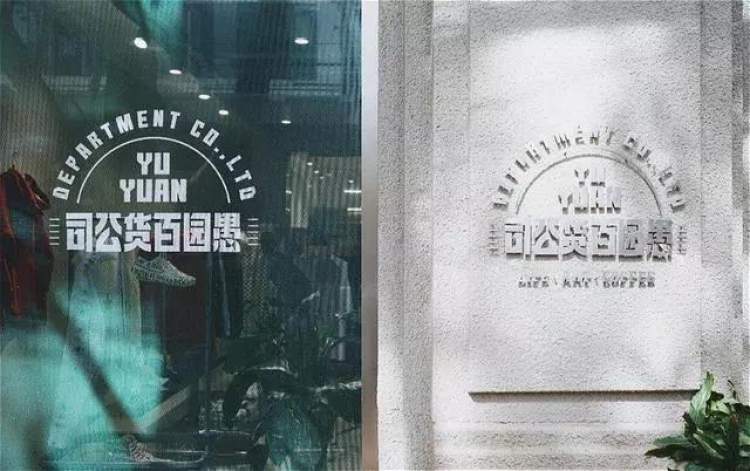 DEPARTMENT CO.,LTD
YU
YUAN
愚园百货公司
DEPARTMENT CO.,LTD
YU
YUAN
愚园百货公司
LIFE \ ART \ COFFEE